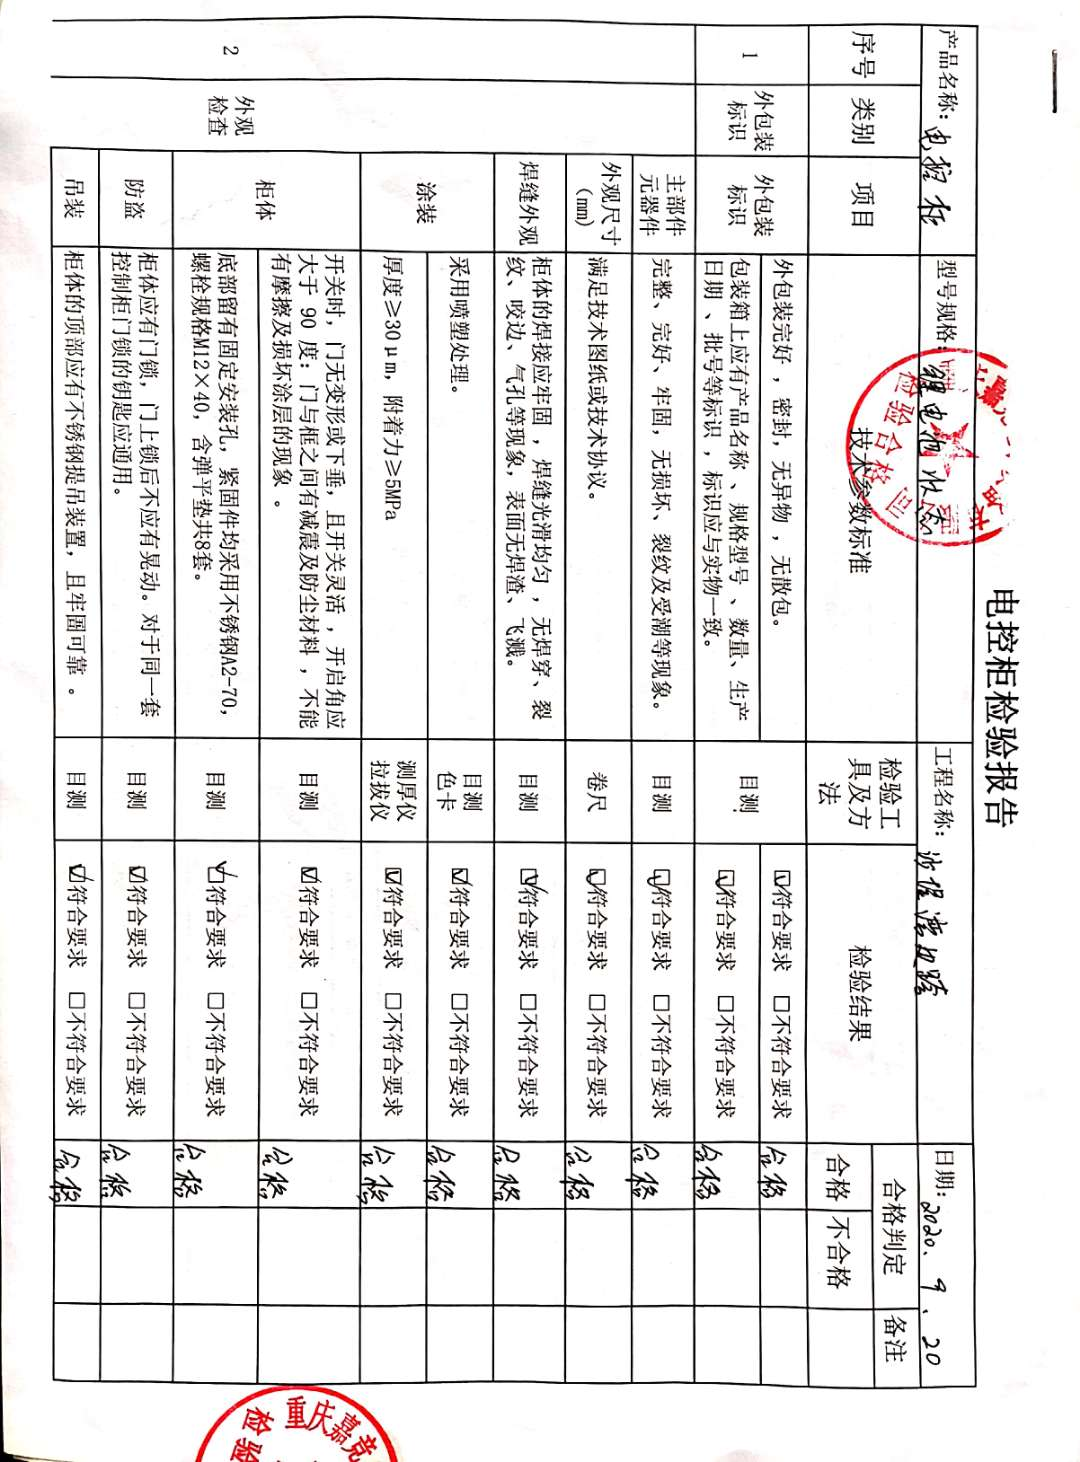 电控柜检验报告
产品名称：电控柜
型号规格：锂电池
工程名称：
日期：2020.9.20
序号 类别 项目 技术参数标准 检验工具及方法 检验结果 合格判定 备注
合格 不合格
1 外包装标识 外包装标识 外包装完好，密封，无异物，无散包。 目测 ☑符合要求 □不符合要求 合格
包装箱上应有产品名称、规格型号、数量、生产
日期、批号等标识，标识应与实物一致。 ☑符合要求 □不符合要求 合格
2 外观检查 主部件元器件 完整、完好、牢固，无损坏、裂纹及受潮等现象。 目测 ☑符合要求 □不符合要求 合格
外观尺寸(mm) 满足技术图纸或技术协议。 卷尺 ☑符合要求 □不符合要求 合格
焊缝外观 柜体的焊接应牢固，焊缝光滑均匀，无焊穿、裂
纹、咬边、气孔等现象，表面无焊渣、飞溅。 目测 ☑符合要求 □不符合要求 合格
涂装 采用喷塑处理。 目测色卡 ☑符合要求 □不符合要求 合格
厚度≥30μm，附着力≥5MPa 测厚仪拉拔仪 ☑符合要求 □不符合要求 合格
柜体 开关时，门无变形或下垂，且开关灵活，开启角应
大于 90 度：门与框之间有减震及防尘材料，不能
有摩擦及损坏涂层的现象。 目测 ☑符合要求 □不符合要求 合格
底部留有固定安装孔，紧固件均采用不锈钢A2-70，
螺栓规格M12×40，含弹平垫共8套。 目测 ☑符合要求 □不符合要求 合格
防盗 柜体应有门锁，门上锁后不应有晃动。对于同一套
控制柜门锁的钥匙应通用。 目测 ☑符合要求 □不符合要求 合格
吊装 柜体的顶部应有不锈钢提吊装置，且牢固可靠。 目测 ☑符合要求 □不符合要求 合格
检验合格
重庆嘉竞
检验